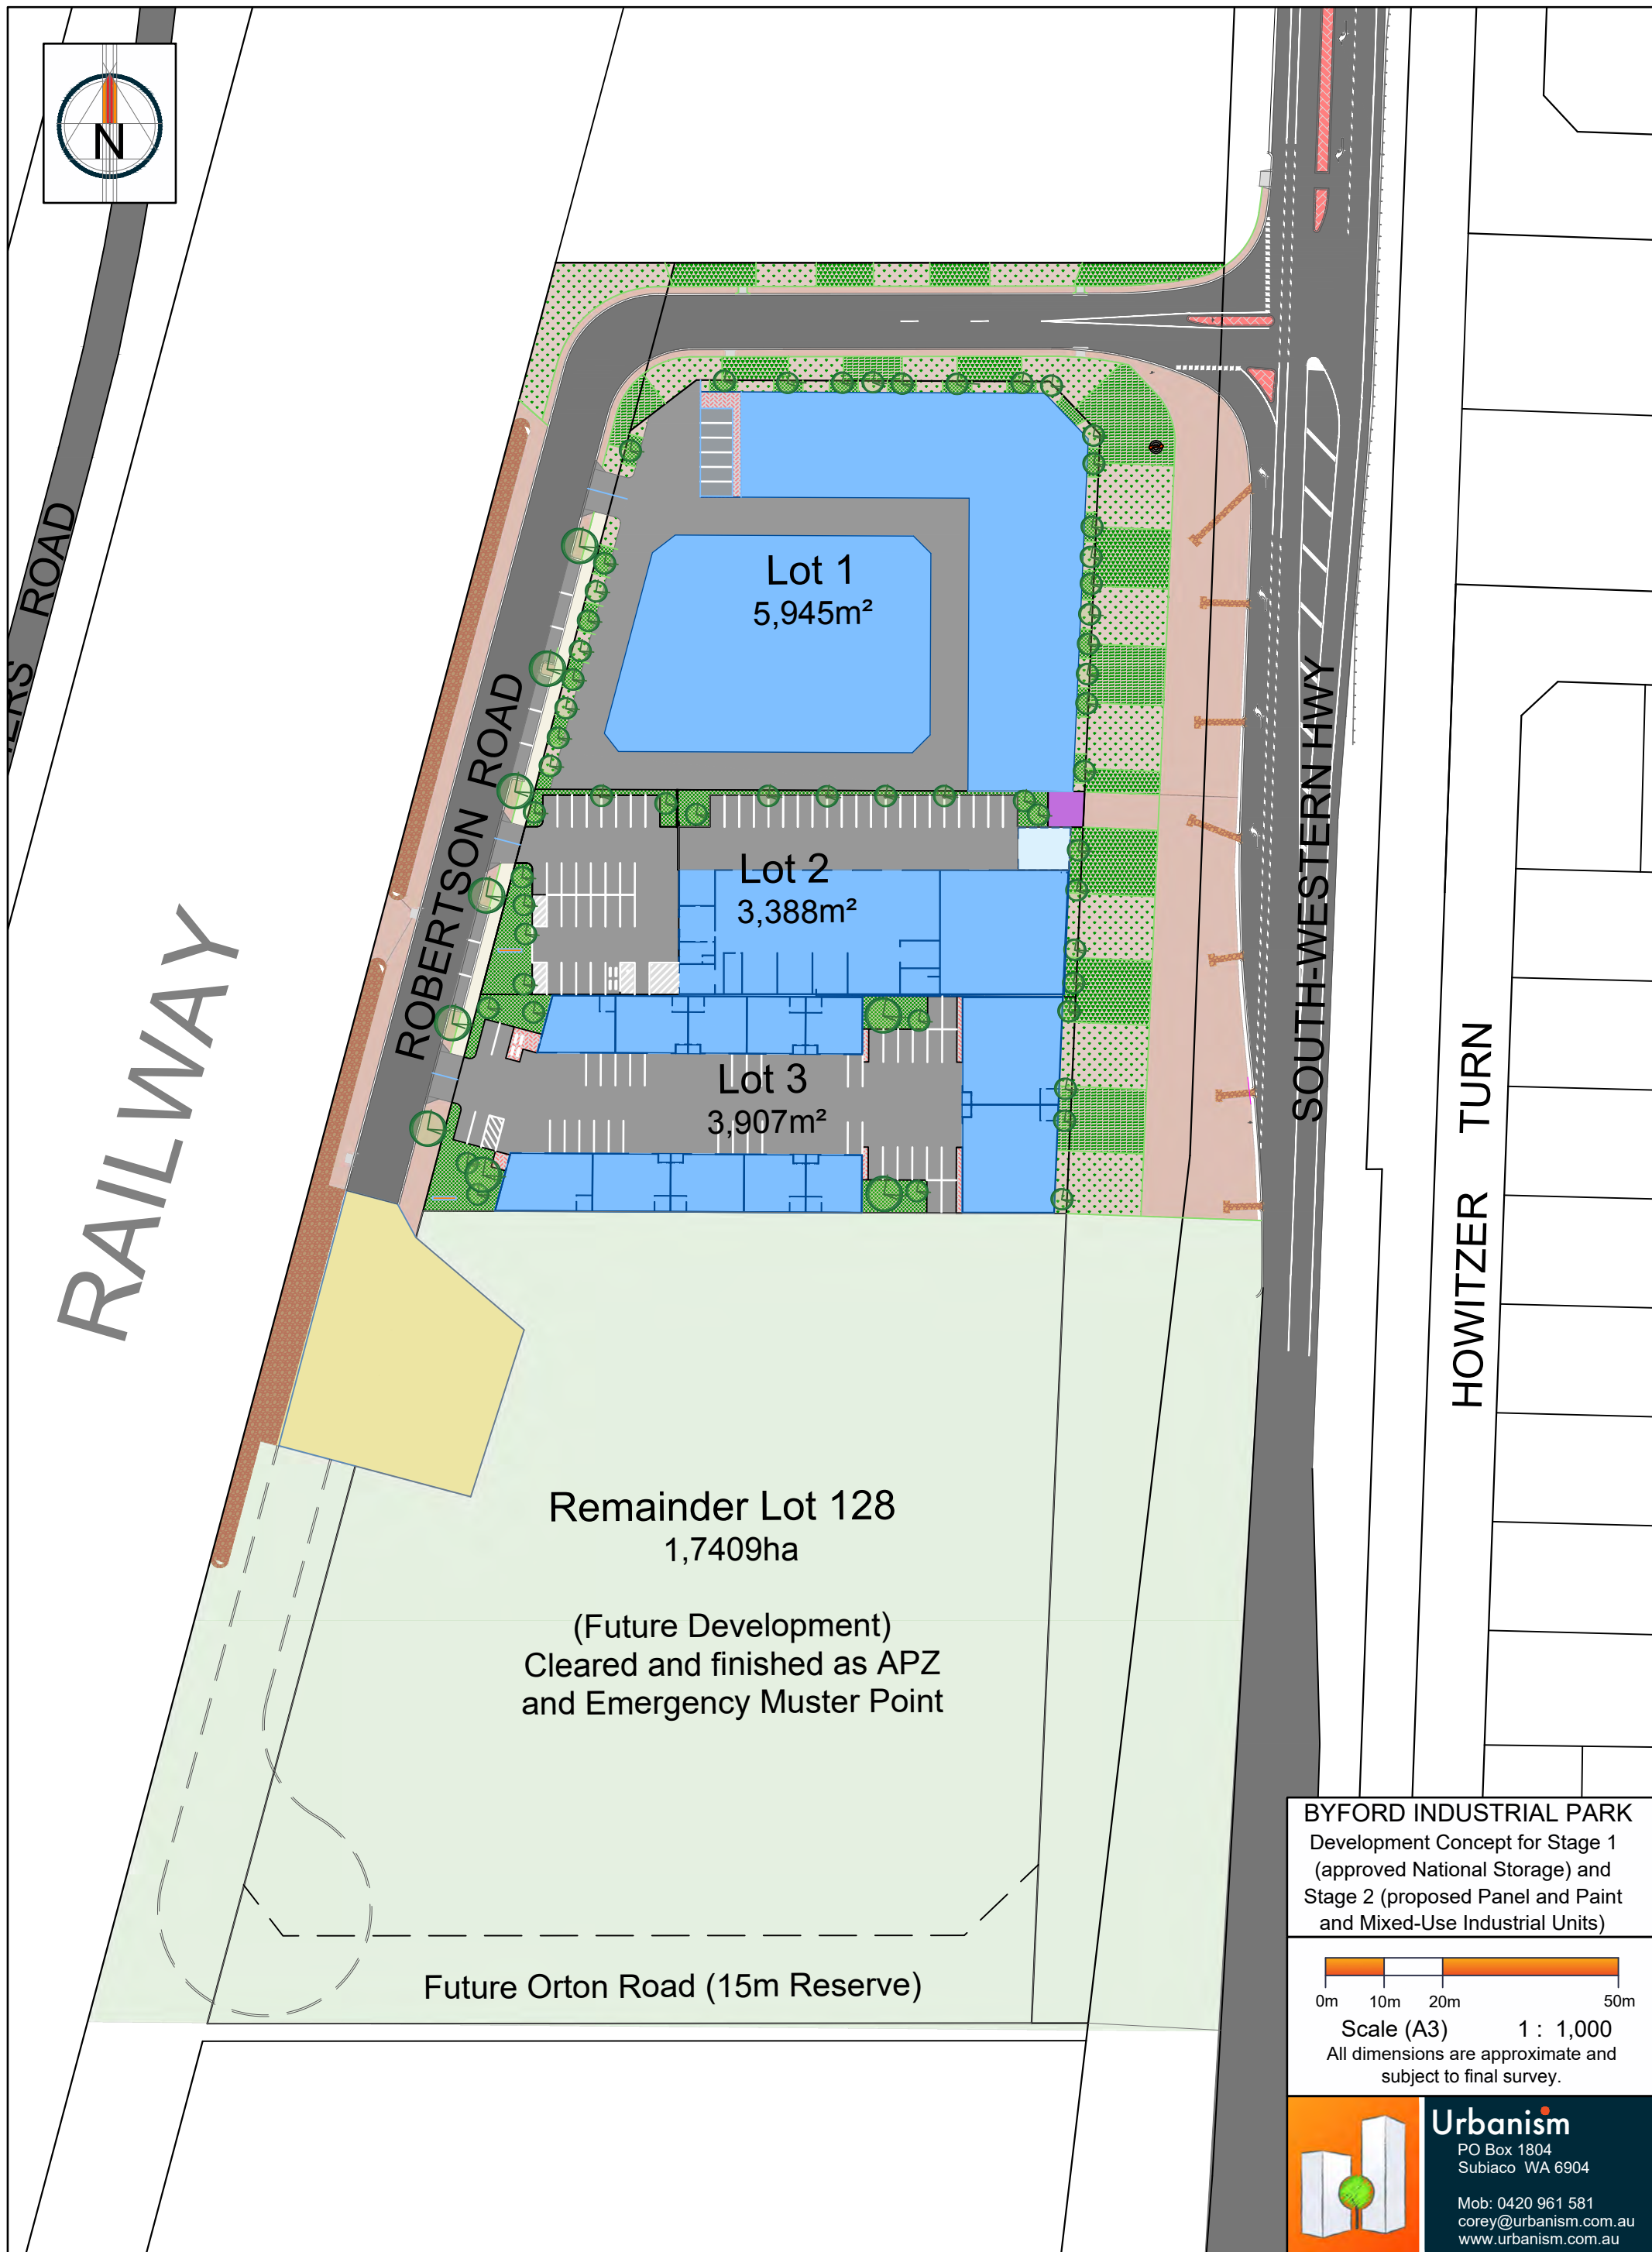 N
ROAD
ROBERTSON ROAD
RAILWAY
Lot 1
5,945m²
Lot 2
3,388m²
Lot 3
3,907m²
SOUTH-WESTERN HWY
HOWITZER TURN
Remainder Lot 128
1,7409ha
(Future Development)
Cleared and finished as APZ
and Emergency Muster Point
Future Orton Road (15m Reserve)
BYFORD INDUSTRIAL PARK
Development Concept for Stage 1
(approved National Storage) and
Stage 2 (proposed Panel and Paint
and Mixed-Use Industrial Units)
0m 10m 20m 50m
Scale (A3) 1 : 1,000
All dimensions are approximate and
subject to final survey.
Urbanism
PO Box 1804
Subiaco WA 6904
Mob: 0420 961 581
corey@urbanism.com.au
www.urbanism.com.au